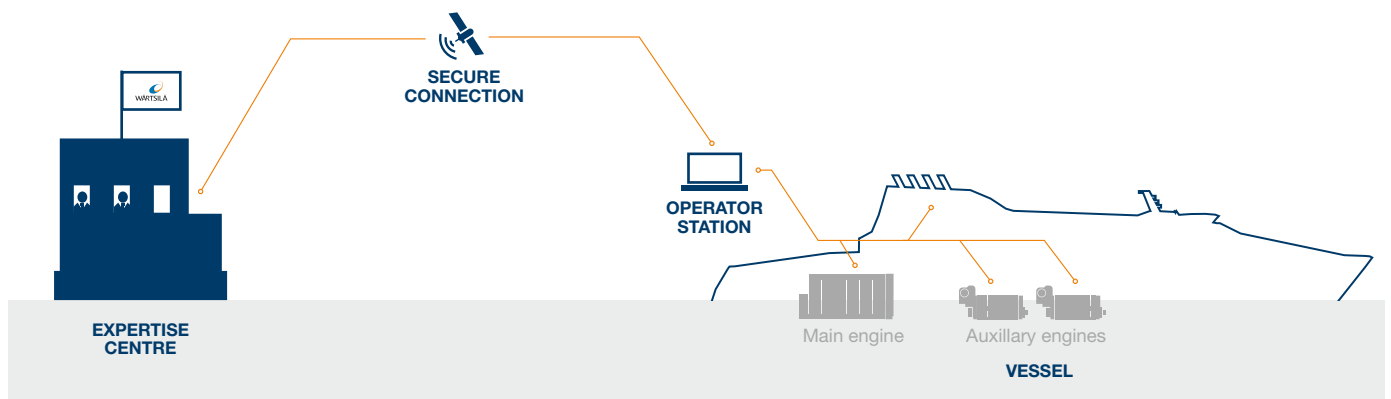 WÄRTSILÄ
SECURE
CONNECTION
OPERATOR
STATION
EXPERTISE
CENTRE
Main engine
Auxillary engines
VESSEL